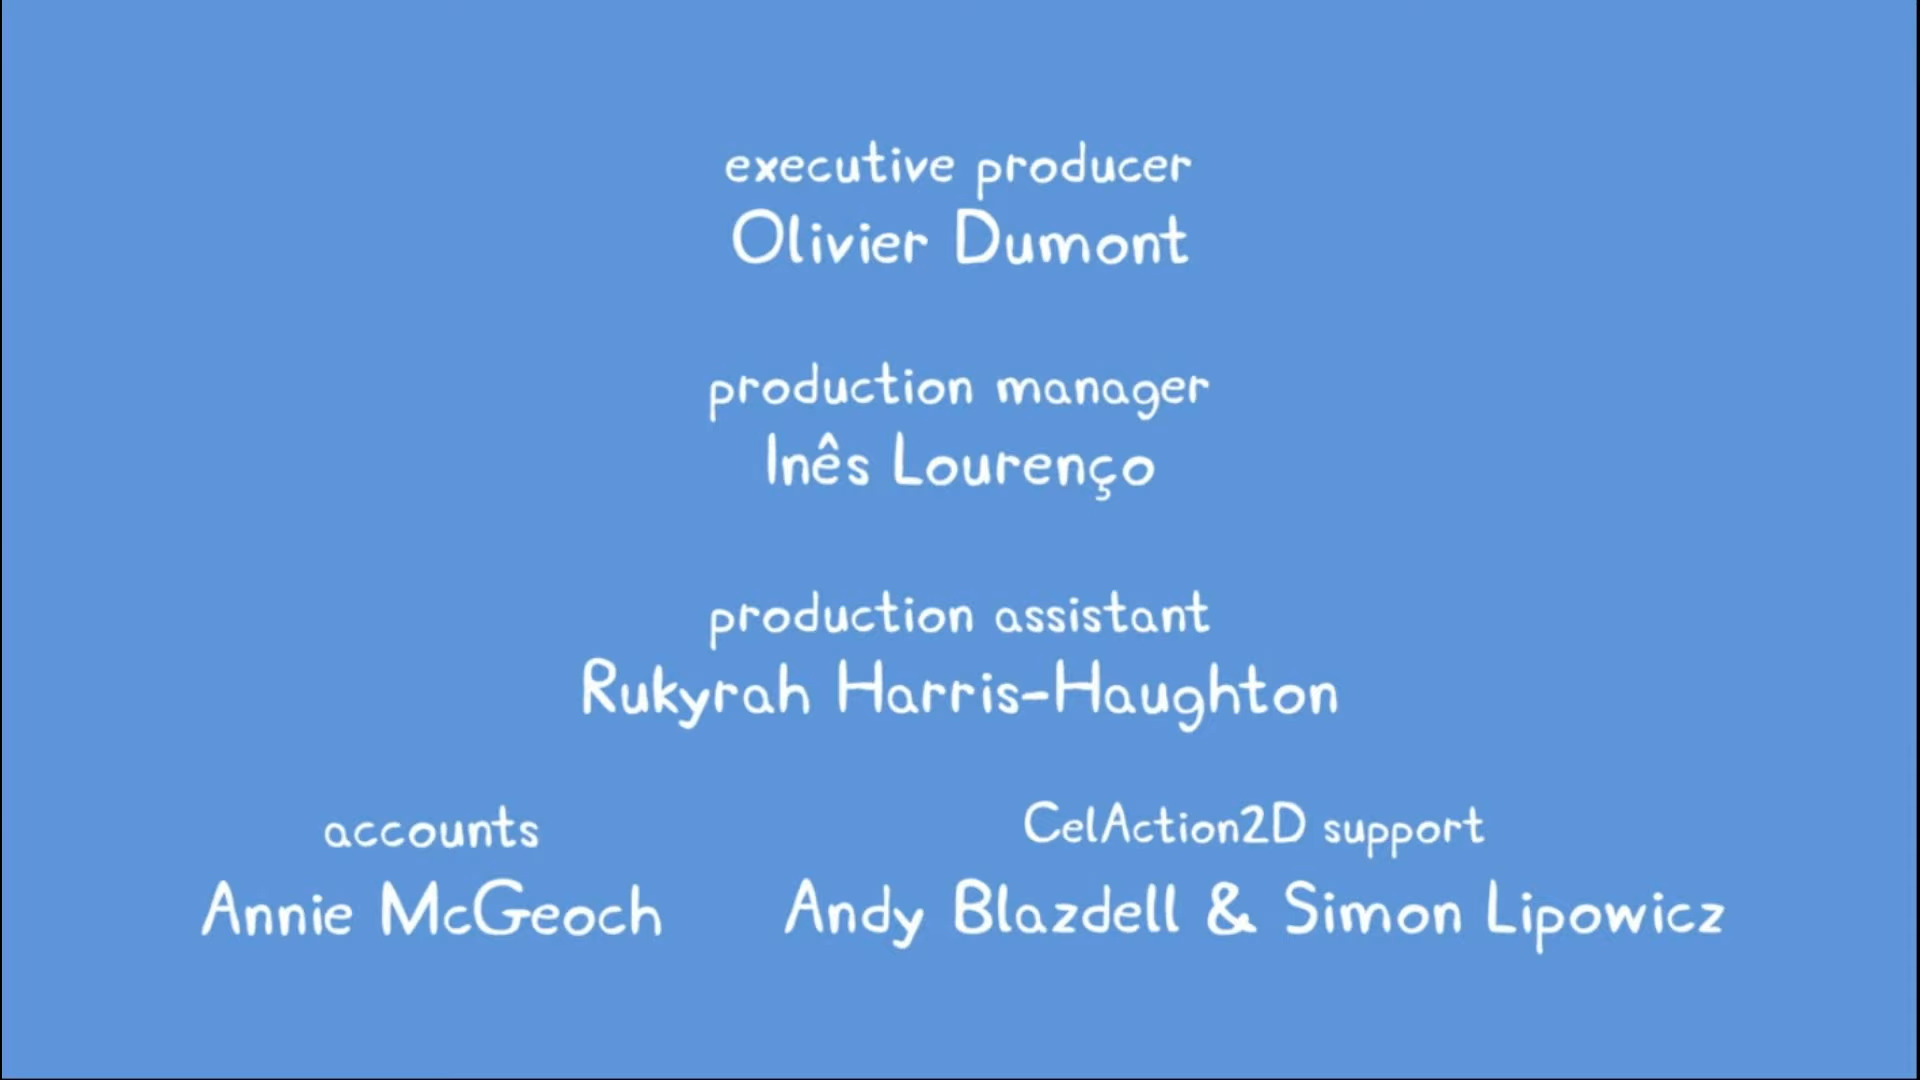 executive producer
Olivier Dumont
production manager
Inês Lourenço
production assistant
Rukyrah Harris-Haughton
accounts
Annie McGeoch
CelAction2D support
Andy Blazdell & Simon Lipowicz